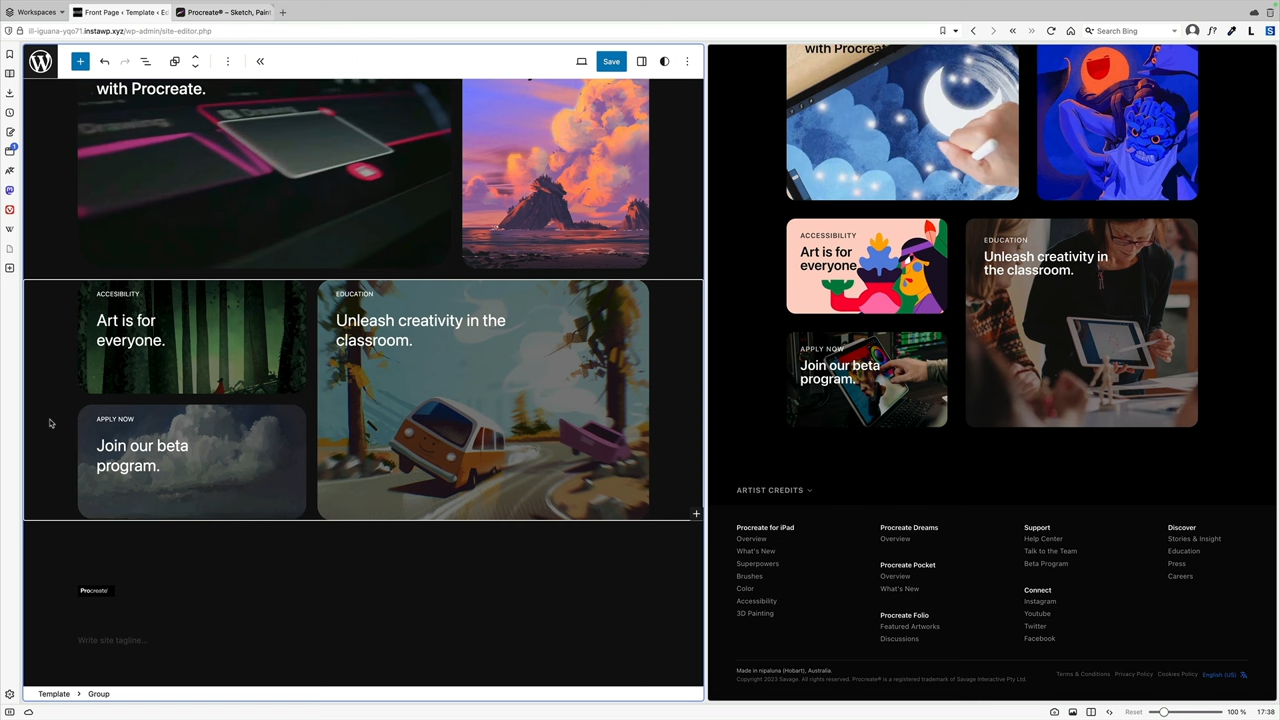 Workspaces
Front Page ‹ Template ‹ Ec
Procreate® – Sketch, Pain
lll-iguana-yqo71.instawp.xyz/wp-admin/site-editor.php
Search Bing
Save
with Procreate.
ACCESIBILITY
Art is for
everyone.
EDUCATION
Unleash creativity in the
classroom.
APPLY NOW
Join our beta
program.
Procreate
Write site tagline...
Template
Group
with Procreate
ACCESSIBILITY
Art is for
everyone
EDUCATION
Unleash creativity in
the classroom.
APPLY NOW
Join our beta
program.
ARTIST CREDITS
Procreate for iPad
Overview
What's New
Superpowers
Brushes
Color
Accessibility
3D Painting
Procreate Dreams
Overview
Procreate Pocket
Overview
What's New
Procreate Folio
Featured Artworks
Discussions
Support
Help Center
Talk to the Team
Beta Program
Connect
Instagram
Youtube
Twitter
Facebook
Discover
Stories & Insight
Education
Press
Careers
Made in nipaluna (Hobart), Australia.
Copyright 2023 Savage. All rights reserved. Procreate® is a registered trademark of Savage Interactive Pty Ltd.
Terms & Conditions Privacy Policy Cookies Policy English (US)
Reset
100 %
17:38